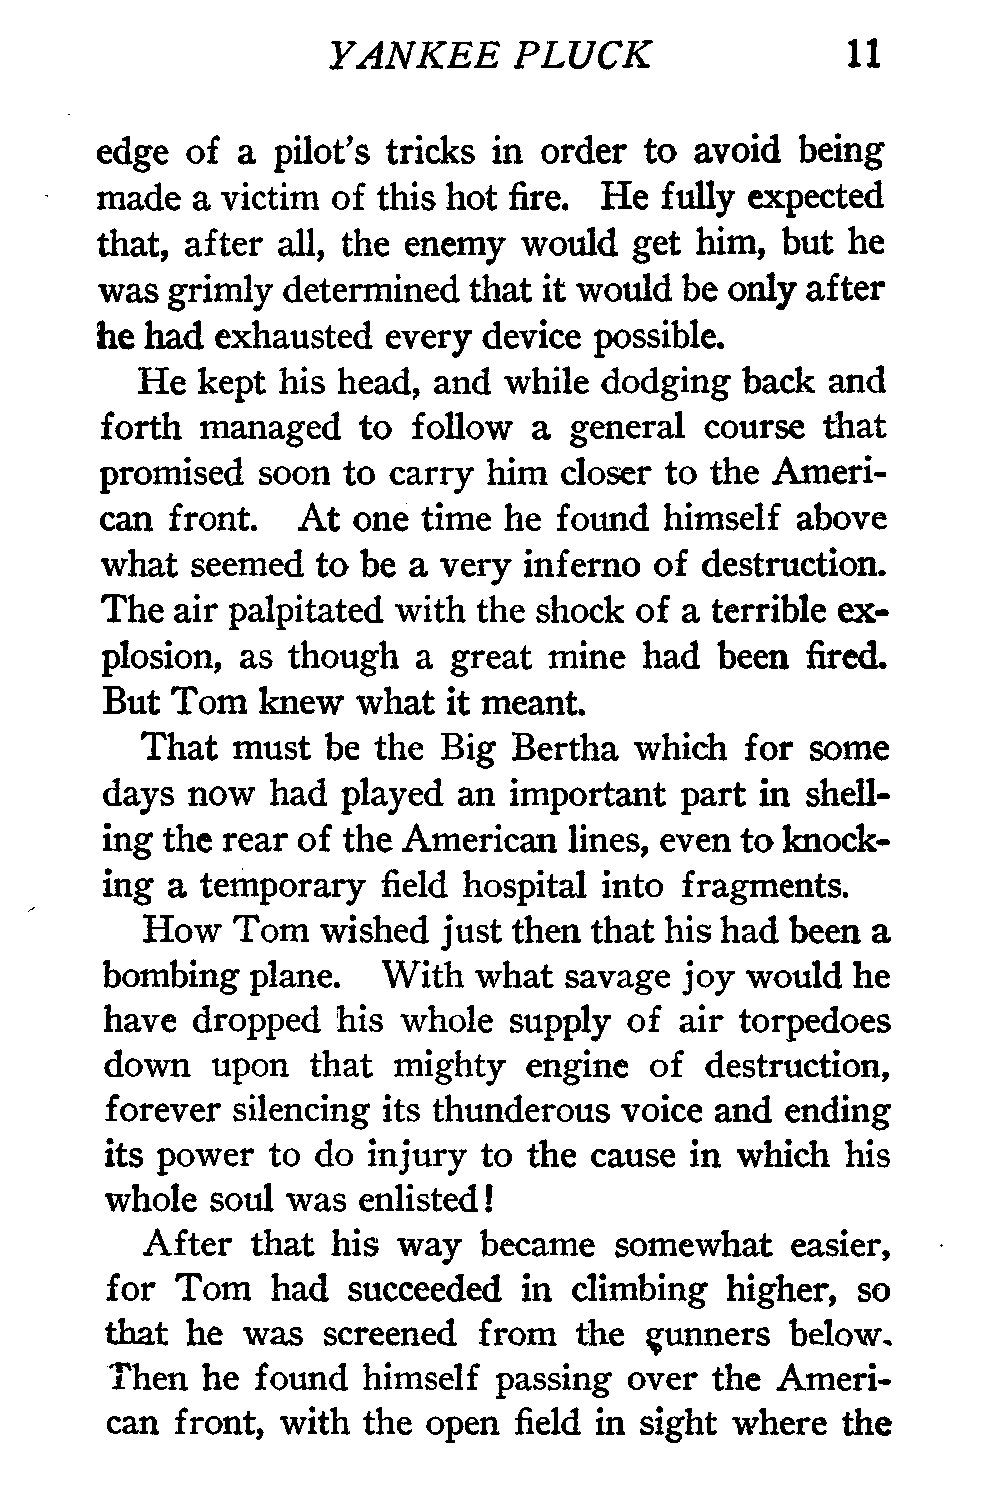 YANKEE PLUCK 11
edge of a pilot's tricks in order to avoid being
made a victim of this hot fire. He fully expected
that, after all, the enemy would get him, but he
was grimly determined that it would be only after
he had exhausted every device possible.
He kept his head, and while dodging back and
forth managed to follow a general course that
promised soon to carry him closer to the Ameri-
can front. At one time he found himself above
what seemed to be a very inferno of destruction.
The air palpitated with the shock of a terrible ex-
plosion, as though a great mine had been fired.
But Tom knew what it meant.
That must be the Big Bertha which for some
days now had played an important part in shell-
ing the rear of the American lines, even to knock-
ing a temporary field hospital into fragments.
How Tom wished just then that his had been a
bombing plane. With what savage joy would he
have dropped his whole supply of air torpedoes
down upon that mighty engine of destruction,
forever silencing its thunderous voice and ending
its power to do injury to the cause in which his
whole soul was enlisted!
After that his way became somewhat easier,
for Tom had succeeded in climbing higher, so
that he was screened from the gunners below.
Then he found himself passing over the Ameri-
can front, with the open field in sight where the